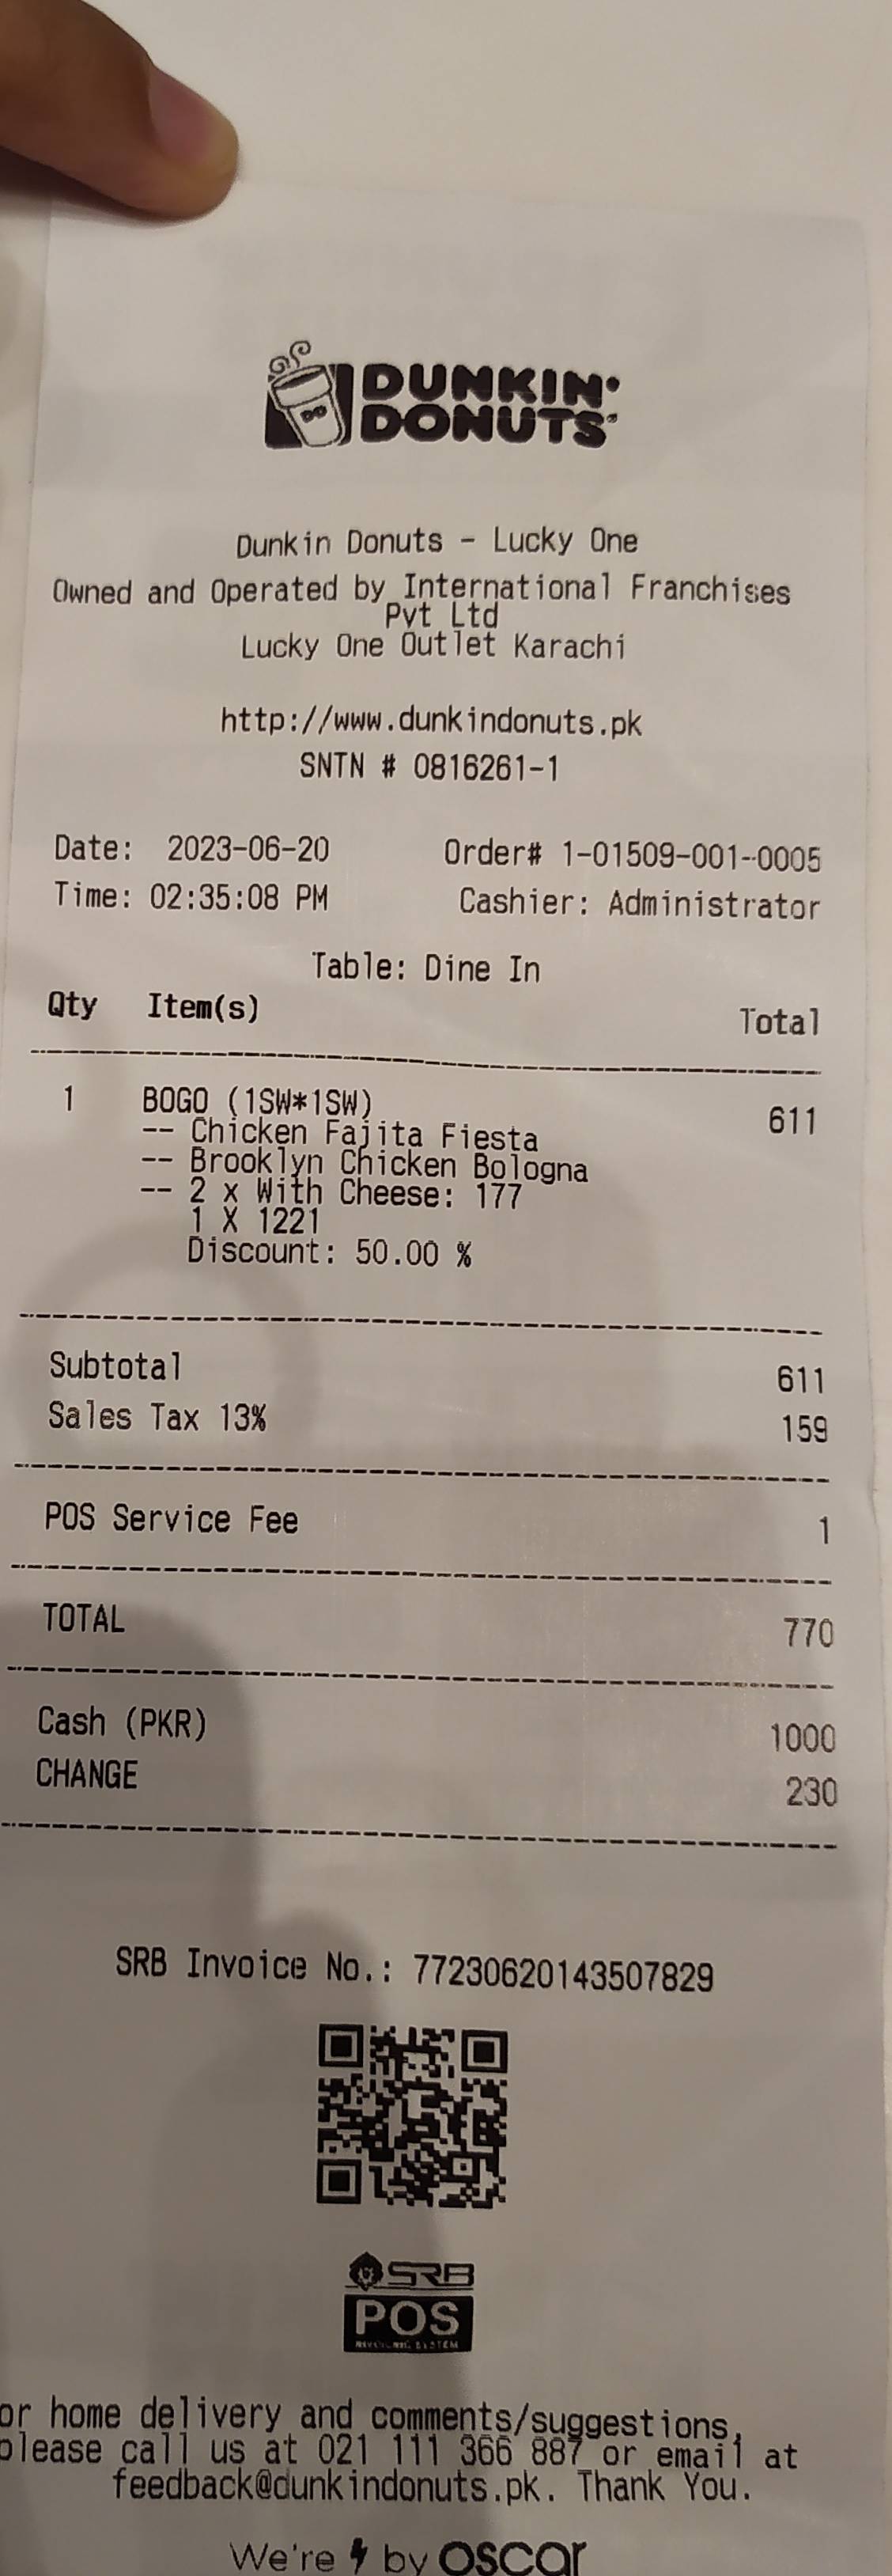 DUNKIN'
DONUTS
Dunkin Donuts - Lucky One
Owned and Operated by International Franchises
Pvt Ltd
Lucky One Outlet Karachi
http://www.dunkindonuts.pk
SNTN # 0816261-1
Date: 2023-06-20 Order# 1-01509-001-0005
Time: 02:35:08 PM Cashier: Administrator
Table: Dine In
Qty Item(s) Total
1 BOGO (1SW*1SW) 611
-- Chicken Fajita Fiesta
-- Brooklyn Chicken Bologna
-- 2 x With Cheese: 177
1 X 1221
Discount: 50.00 %
Subtotal 611
Sales Tax 13% 159
POS Service Fee 1
TOTAL 770
Cash (PKR) 1000
CHANGE 230
SRB Invoice No.: 77230620143507829
SRB
POS
or home delivery and comments/suggestions,
please call us at 021 111 366 887 or email at
feedback@dunkindonuts.pk. Thank You.
We're by oscar